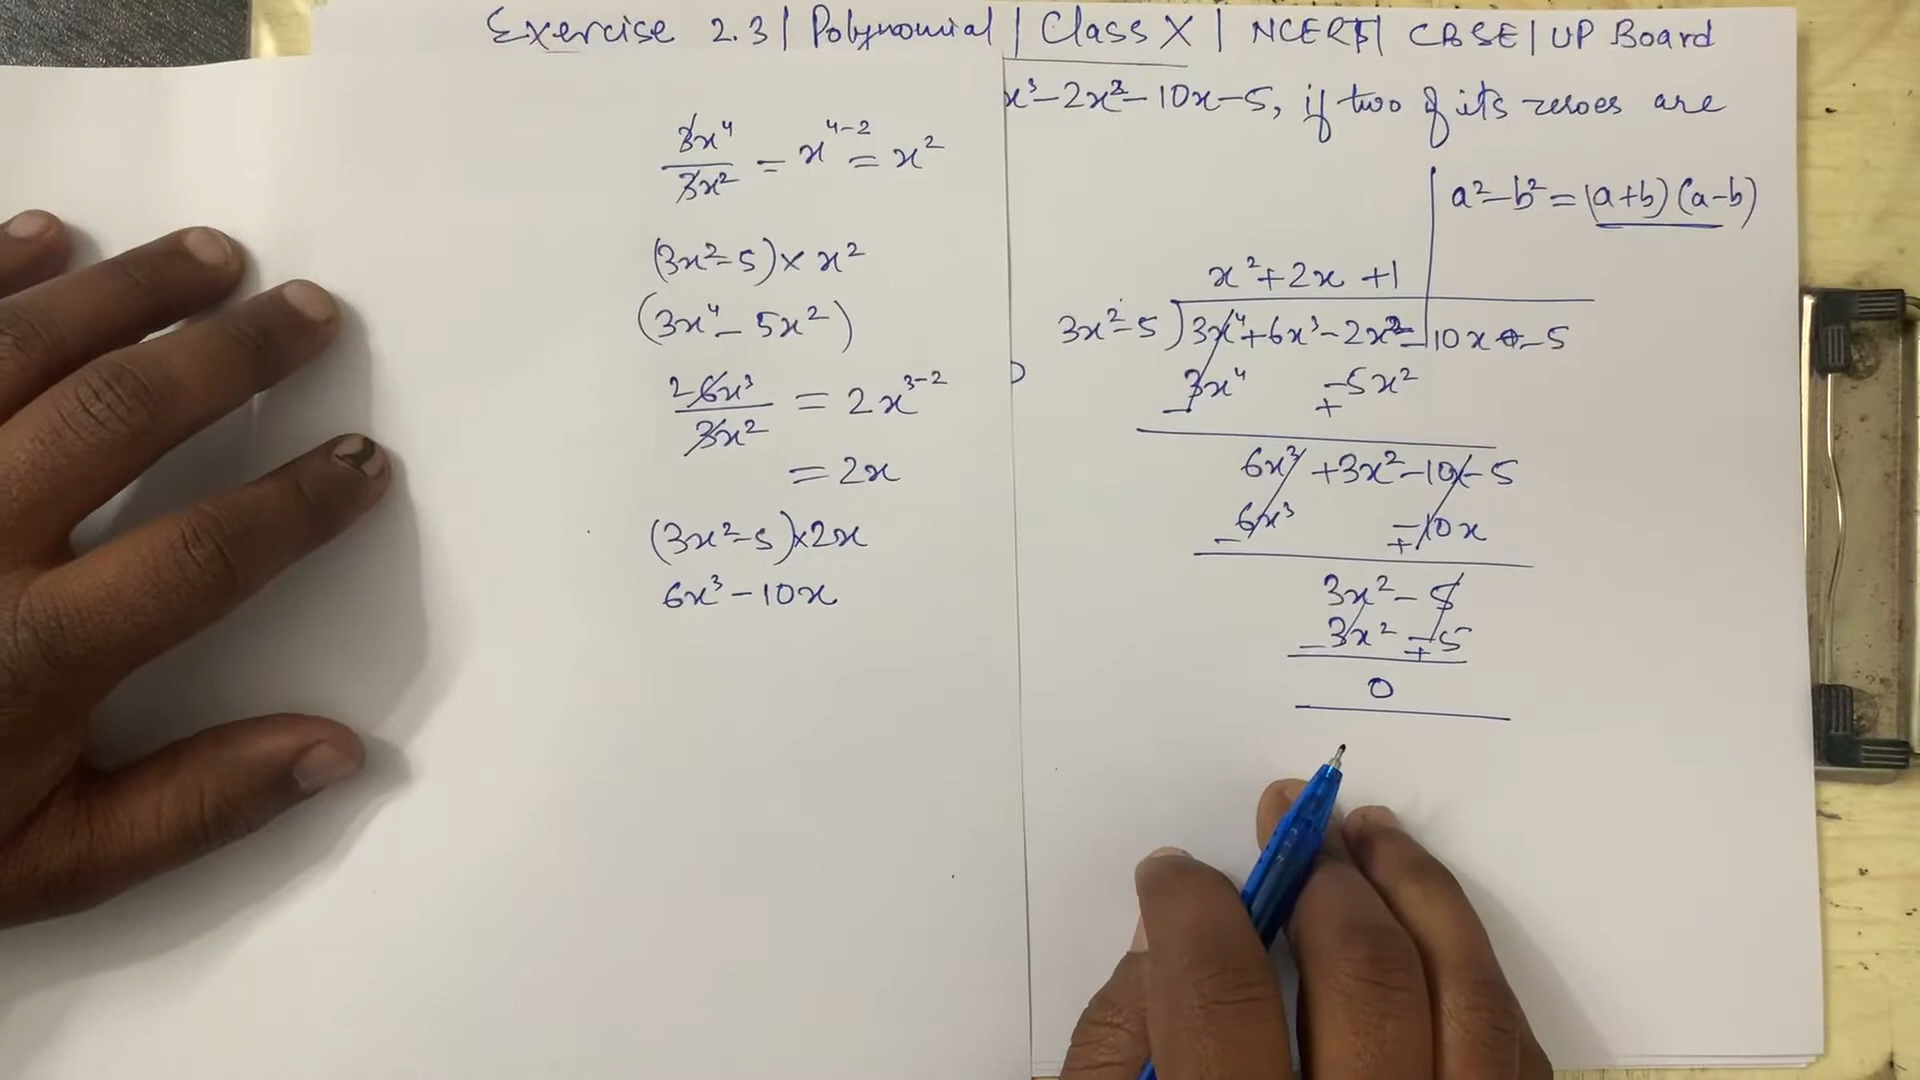 Exercise 2.3 | Polynomial | Class X | NCERT | CBSE | UP Board
x³-2x²-10x-5, if two of its zeroes are
3x⁴/3x² = x⁴⁻² = x²
(3x²-5)×x²
(3x⁴-5x²)
2 6x³/3x² = 2x³⁻²
= 2x
(3x²-5)×2x
6x³-10x
a²-b² = (a+b)(a-b)
x²+2x+1
3x²-5)3x⁴+6x³-2x²-10x-5
3x⁴ -5x²
- +
6x³+3x²-10x-5
6x³ -10x
- +
3x²-5
3x²-5
- +
0